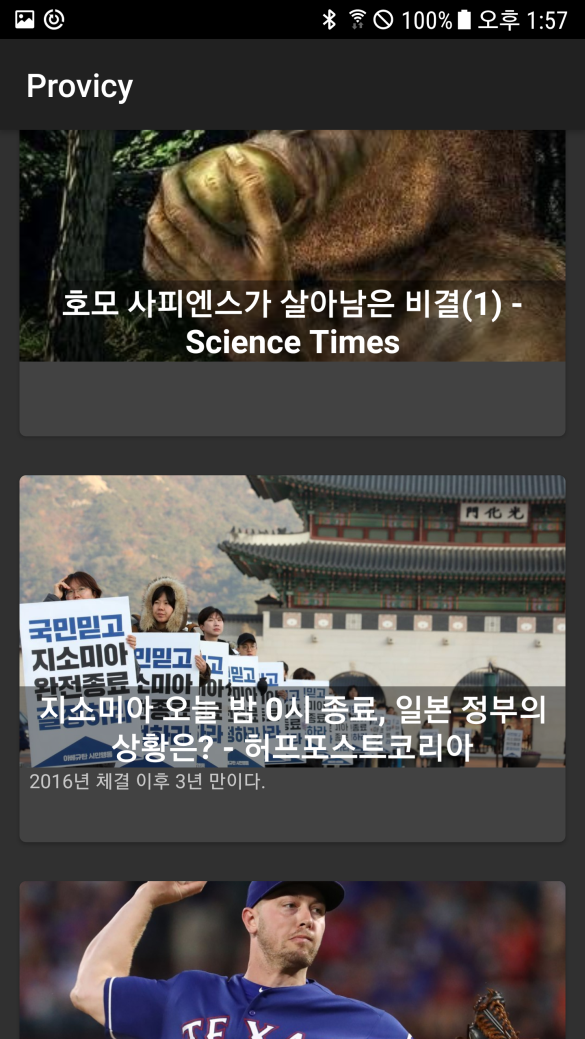 100% 오후 1:57
Provicy
호모 사피엔스가 살아남은 비결(1) -
Science Times
門化光
국민믿고
지소미아
완전종료
국민믿고
지소미아 오늘 밤 0시 종료, 일본 정부의
상황은? - 허프포스트코리아
2016년 체결 이후 3년 만이다.
TEXA